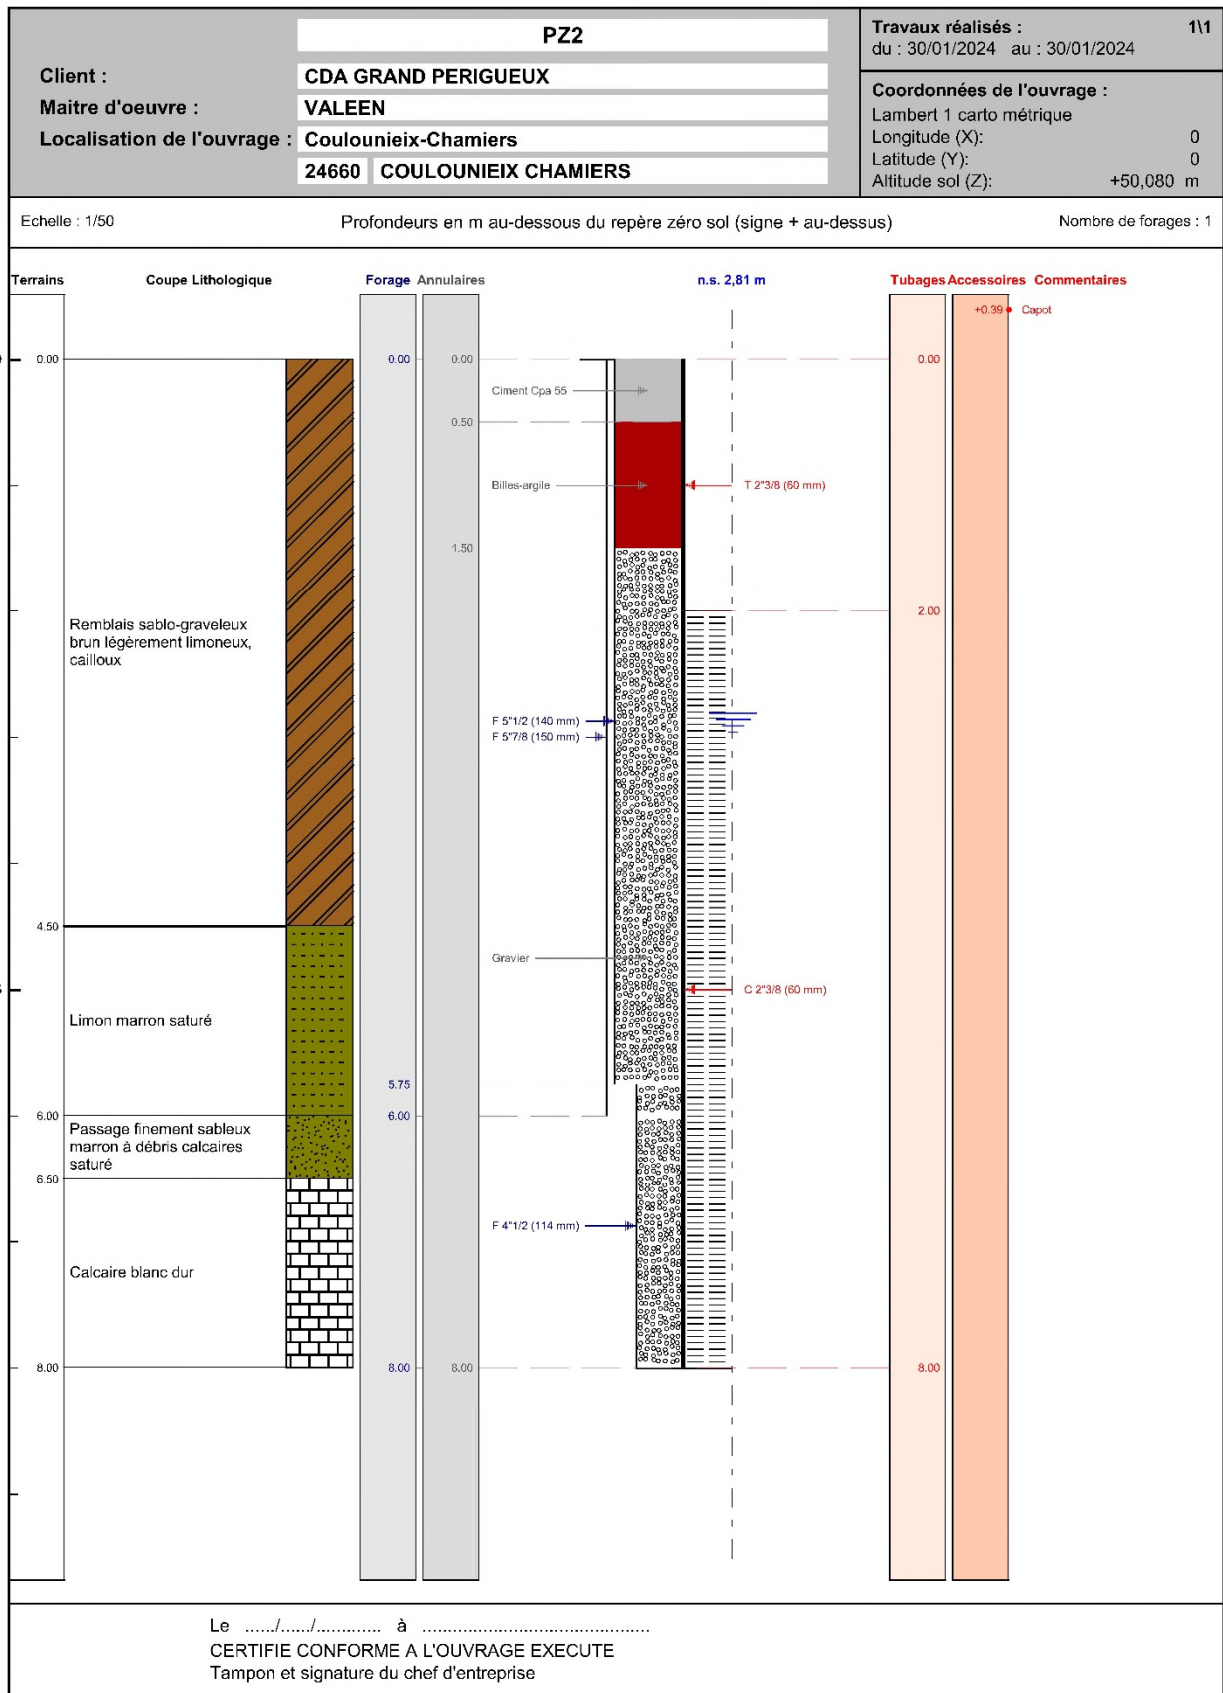 PZ2
Travaux réalisés : 1\1
du : 30/01/2024 au : 30/01/2024
Client : CDA GRAND PERIGUEUX
Maitre d'oeuvre : VALEEN
Localisation de l'ouvrage : Coulounieix-Chamiers
24660 COULOUNIEIX CHAMIERS
Coordonnées de l'ouvrage :
Lambert 1 carto métrique
Longitude (X): 0
Latitude (Y): 0
Altitude sol (Z): +50,080 m
Echelle : 1/50 Profondeurs en m au-dessous du repère zéro sol (signe + au-dessus) Nombre de forages : 1
Terrains Coupe Lithologique Forage Annulaires n.s. 2,81 m Tubages Accessoires Commentaires
+0.39 Capot
0.00 0.00 0.00 0.00
Ciment Cpa 55
0.50
Billes-argile T 2"3/8 (60 mm)
1.50
2.00
Remblais sablo-graveleux
brun légèrement limoneux,
cailloux
F 5"1/2 (140 mm)
F 5"7/8 (150 mm)
4.50
Gravier
C 2"3/8 (60 mm)
Limon marron saturé
5.75
6.00 6.00
Passage finement sableux
marron à débris calcaires
saturé
6.50
F 4"1/2 (114 mm)
Calcaire blanc dur
8.00 8.00 8.00 8.00
Le ....../....../............. à ............................................
CERTIFIE CONFORME A L'OUVRAGE EXECUTE
Tampon et signature du chef d'entreprise